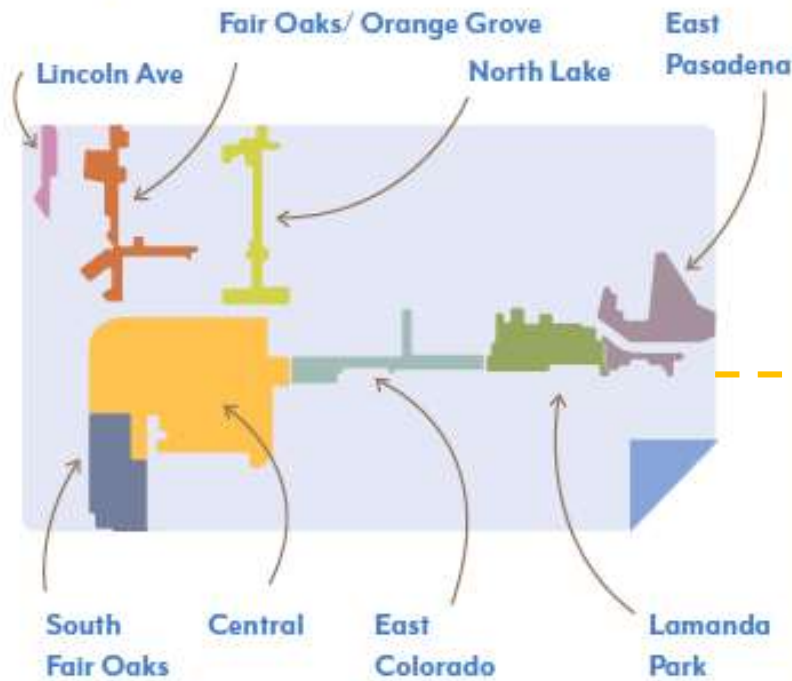 Fair Oaks/ Orange Grove
East
Pasadena
Lincoln Ave
North Lake
South
Fair Oaks
Central
East
Colorado
Lamanda
Park